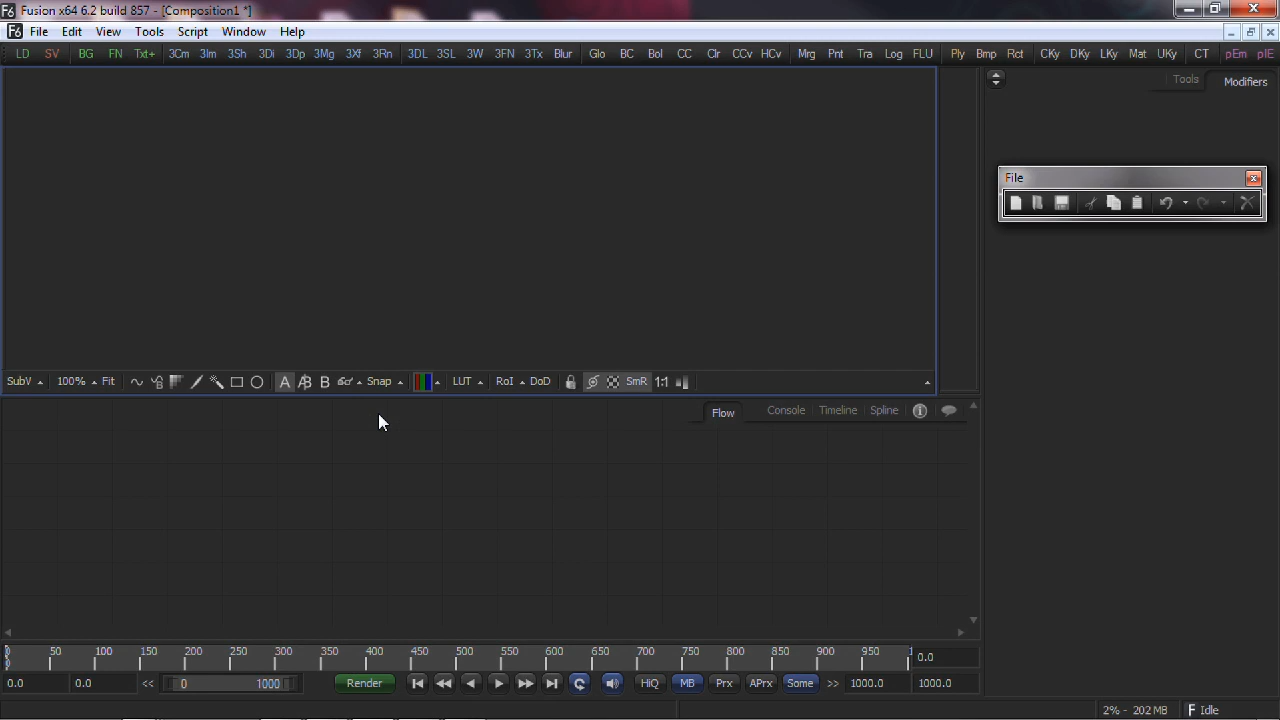 Fusion x64 6.2 build 857 - [Composition1 *]
File Edit View Tools Script Window Help
LD SV BG FN Txt+ 3Cm 3Im 3Sh 3Di 3Dp 3Mg 3Xf 3Rn 3DL 3SL 3W 3FN 3Tx Blur Glo BC Bol CC Clr CCv HCv Mrg Pnt Tra Log FLU Ply Bmp Rct CKy DKy LKy Mat UKy CT pEm pIE
Tools Modifiers
File
SubV 100% Fit A A/B B Snap LUT RoI DoD SmR 1:1
Flow Console Timeline Spline
0 50 100 150 200 250 300 350 400 450 500 550 600 650 700 750 800 850 900 950 1 0.0
0.0 0.0 << 0 1000 Render HiQ MB Prx APrx Some >> 1000.0 1000.0
2% - 202 MB F Idle